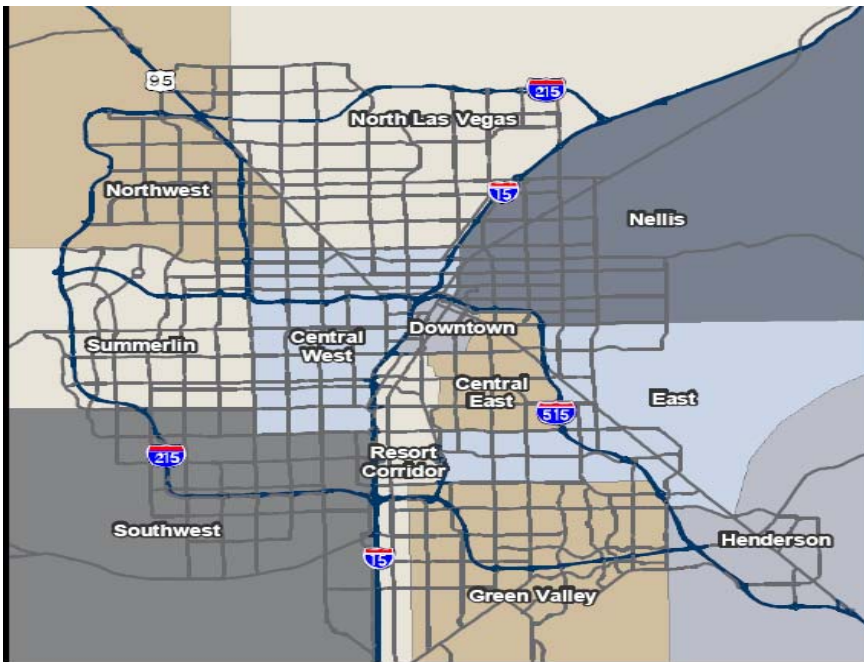 95
215
North Las Vegas
Northwest
15
Nellis
Downtown
Summerlin
Central
West
Central
East
East
515
215
Resort
Corridor
Southwest
Henderson
15
Green Valley